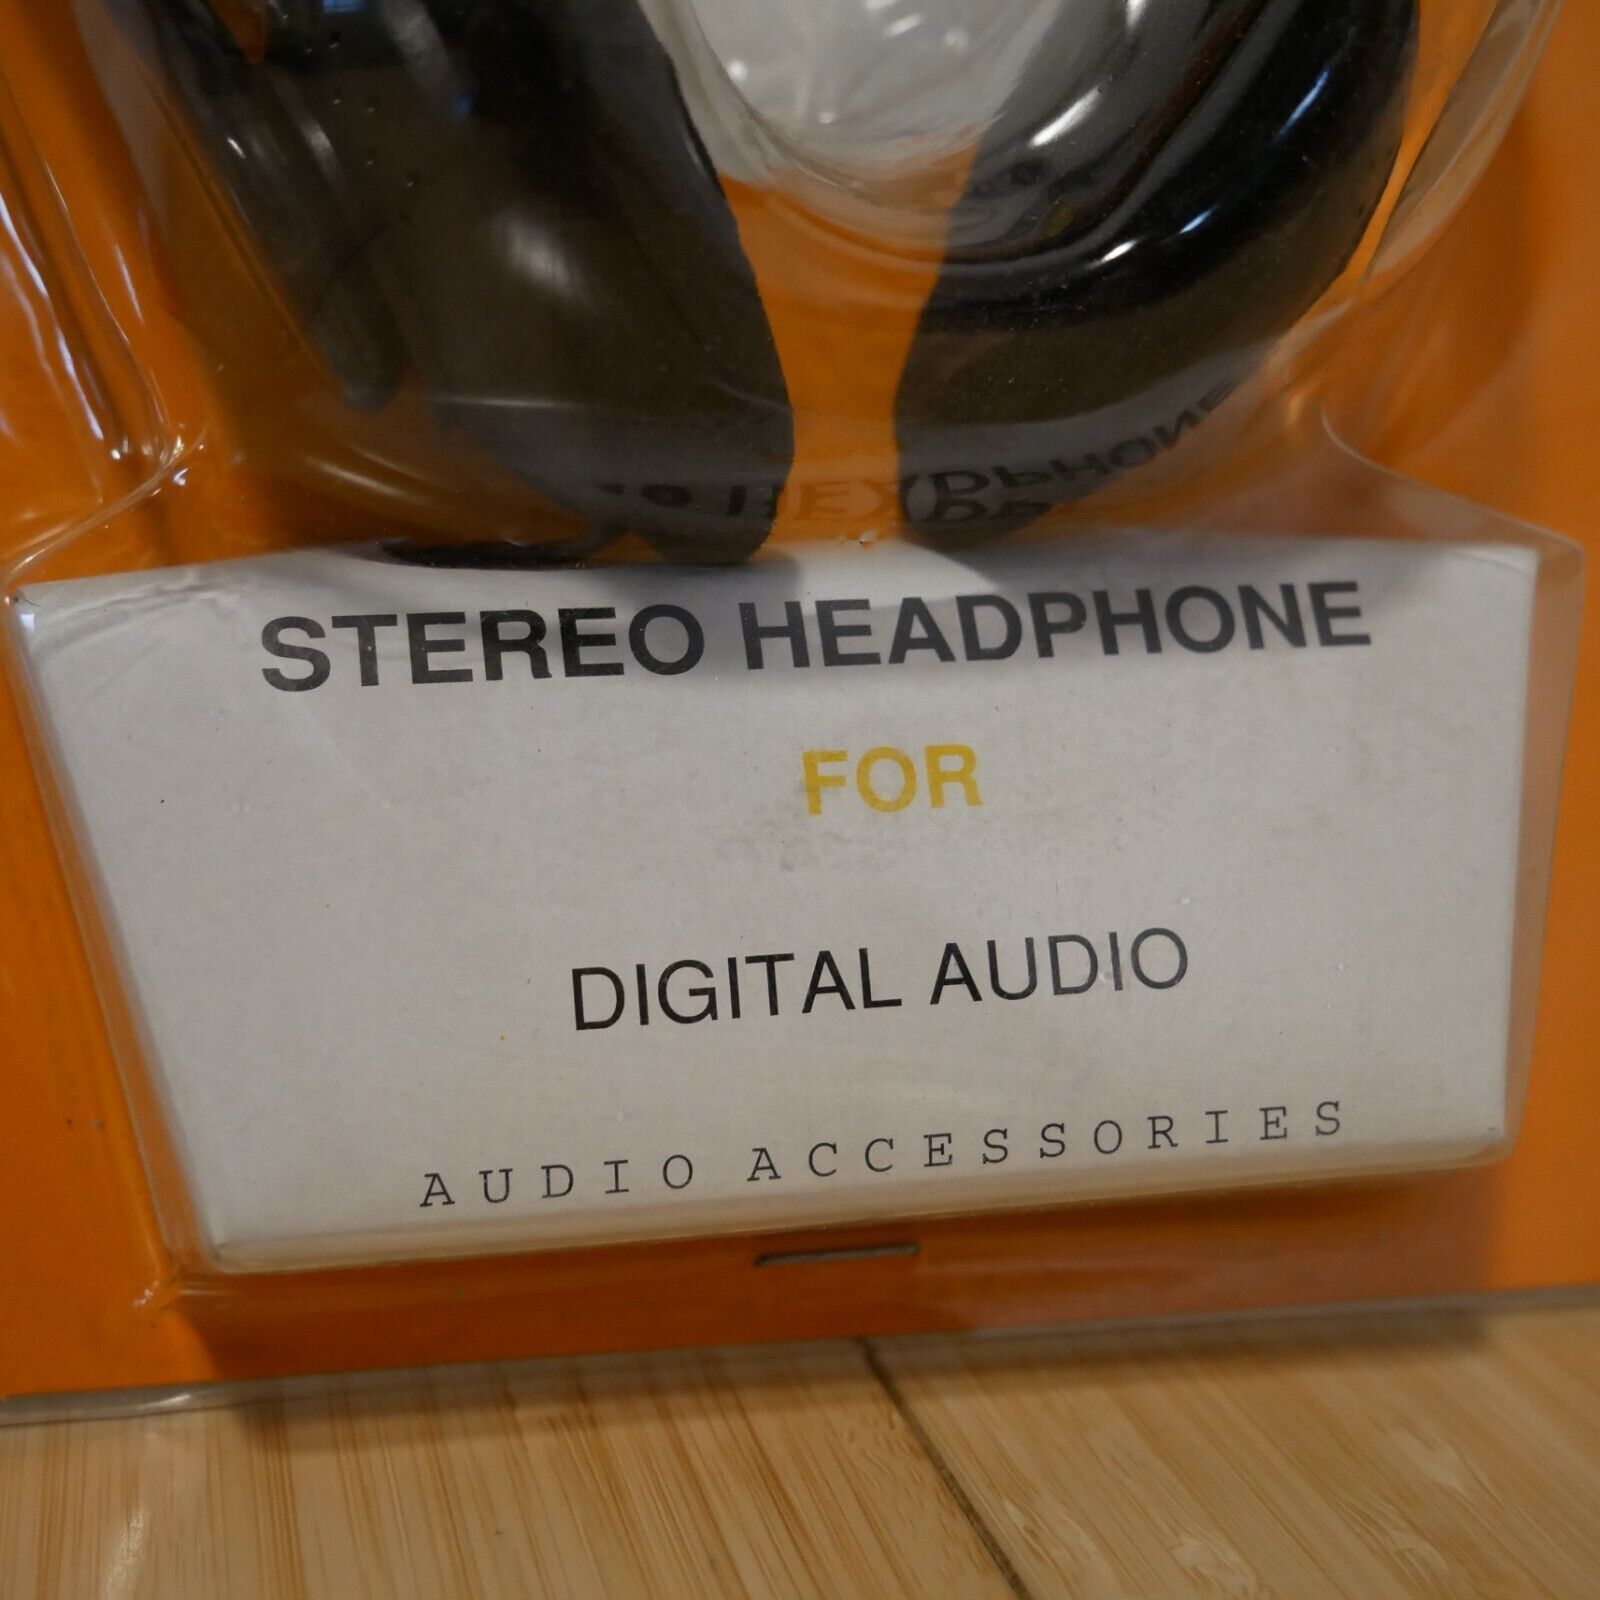 STEREO HEADPHONE
FOR
DIGITAL AUDIO
AUDIO ACCESSORIES